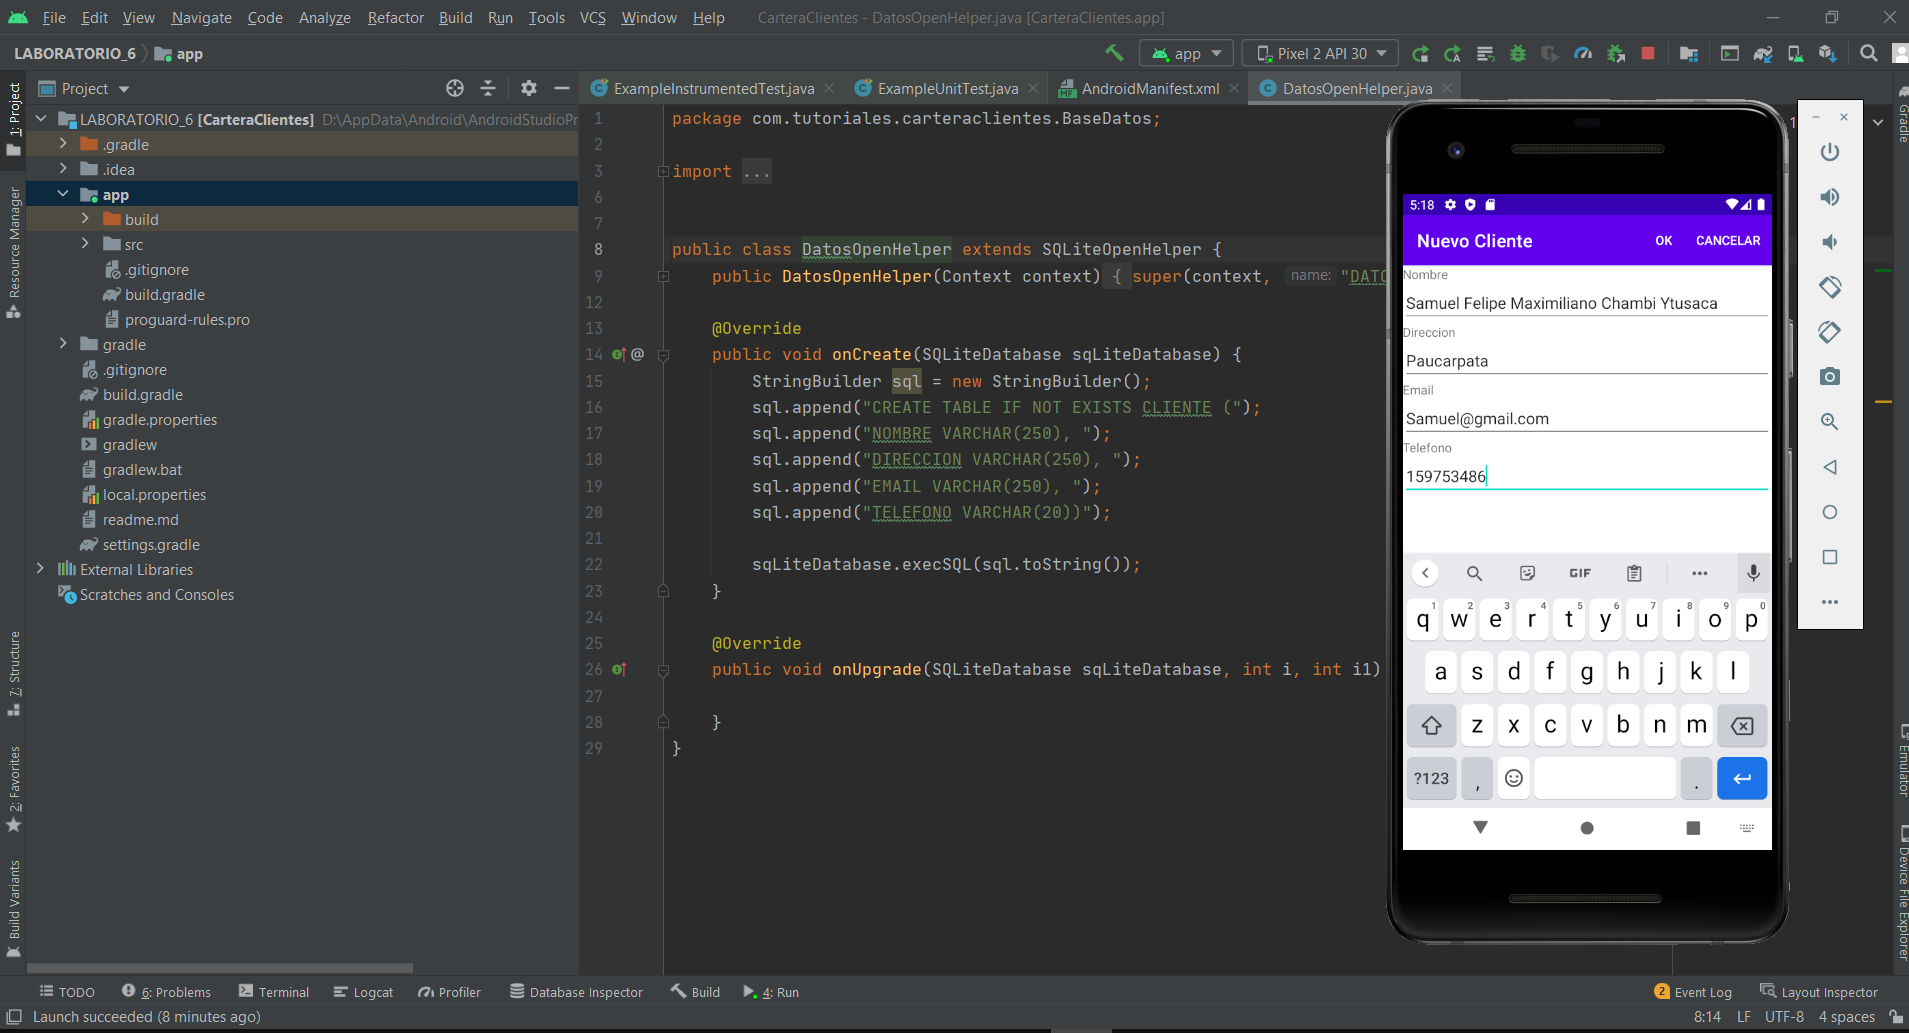 File Edit View Navigate Code Analyze Refactor Build Run Tools VCS Window Help CarteraClientes - DatosOpenHelper.java [CarteraClientes.app]
LABORATORIO_6 app
app Pixel 2 API 30
Project
ExampleInstrumentedTest.java ExampleUnitTest.java AndroidManifest.xml DatosOpenHelper.java
1: Project
Resource Manager
7: Structure
2: Favorites
Build Variants
LABORATORIO_6 [CarteraClientes] D:\AppData\Android\AndroidStudioPr
.gradle
.idea
app
build
src
.gitignore
build.gradle
proguard-rules.pro
gradle
.gitignore
build.gradle
gradle.properties
gradlew
gradlew.bat
local.properties
readme.md
settings.gradle
External Libraries
Scratches and Consoles
1 package com.tutoriales.carteraclientes.BaseDatos;
2
3 import ...
6
7
8 public class DatosOpenHelper extends SQLiteOpenHelper {
9 public DatosOpenHelper(Context context) { super(context, name: "DATO
12
13 @Override
14 @ public void onCreate(SQLiteDatabase sqLiteDatabase) {
15 StringBuilder sql = new StringBuilder();
16 sql.append("CREATE TABLE IF NOT EXISTS CLIENTE (");
17 sql.append("NOMBRE VARCHAR(250), ");
18 sql.append("DIRECCION VARCHAR(250), ");
19 sql.append("EMAIL VARCHAR(250), ");
20 sql.append("TELEFONO VARCHAR(20))");
21
22 sqLiteDatabase.execSQL(sql.toString());
23 }
24
25 @Override
26 public void onUpgrade(SQLiteDatabase sqLiteDatabase, int i, int i1)
27
28 }
29 }
1
5:18
Nuevo Cliente OK CANCELAR
Nombre
Samuel Felipe Maximiliano Chambi Ytusaca
Direccion
Paucarpata
Email
Samuel@gmail.com
Telefono
159753486
GIF
q1 w2 e3 r4 t5 y6 u7 i8 o9 p0
a s d f g h j k l
z x c v b n m
?123 , .
Gradle
Emulator
Device File Explorer
TODO 6: Problems Terminal Logcat Profiler Database Inspector Build 4: Run 2 Event Log Layout Inspector
Launch succeeded (8 minutes ago) 8:14 LF UTF-8 4 spaces